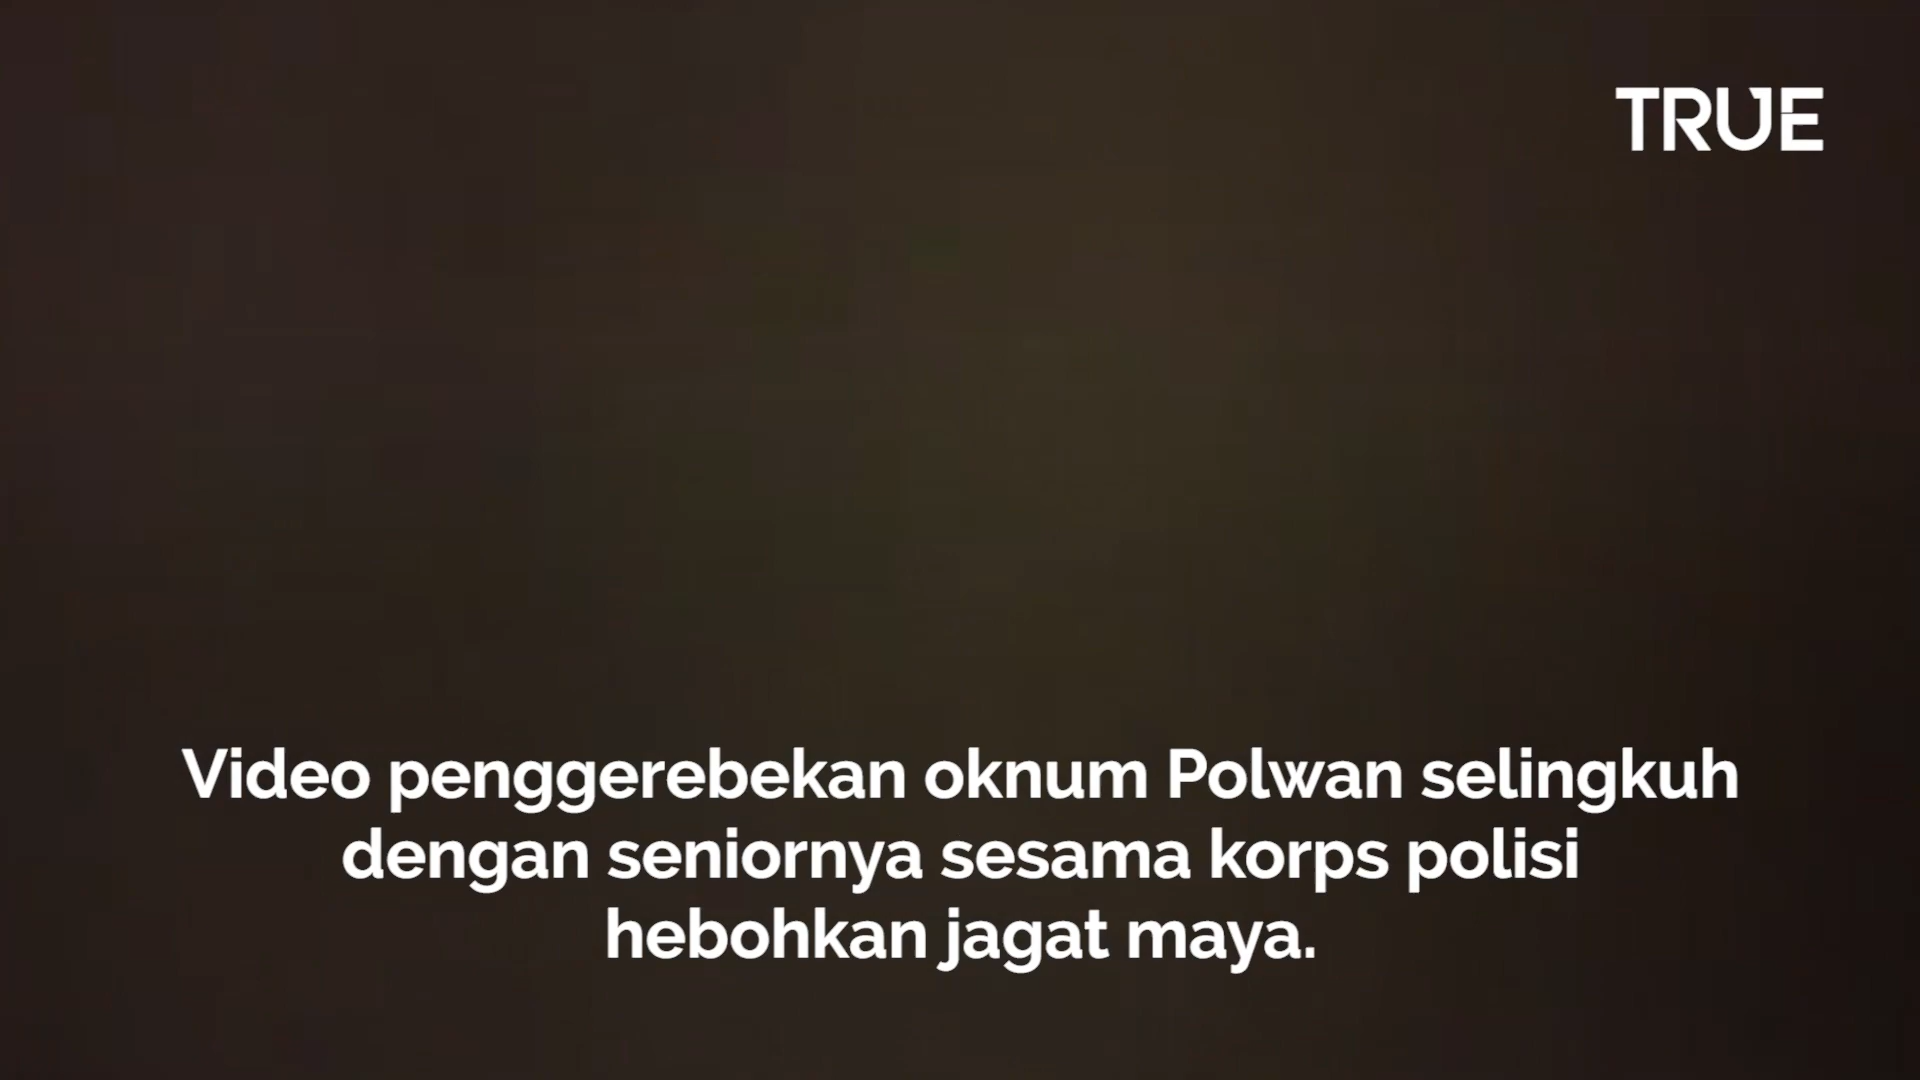 TRUE
Video penggerebekan oknum Polwan selingkuh
dengan seniornya sesama korps polisi
hebohkan jagat maya.